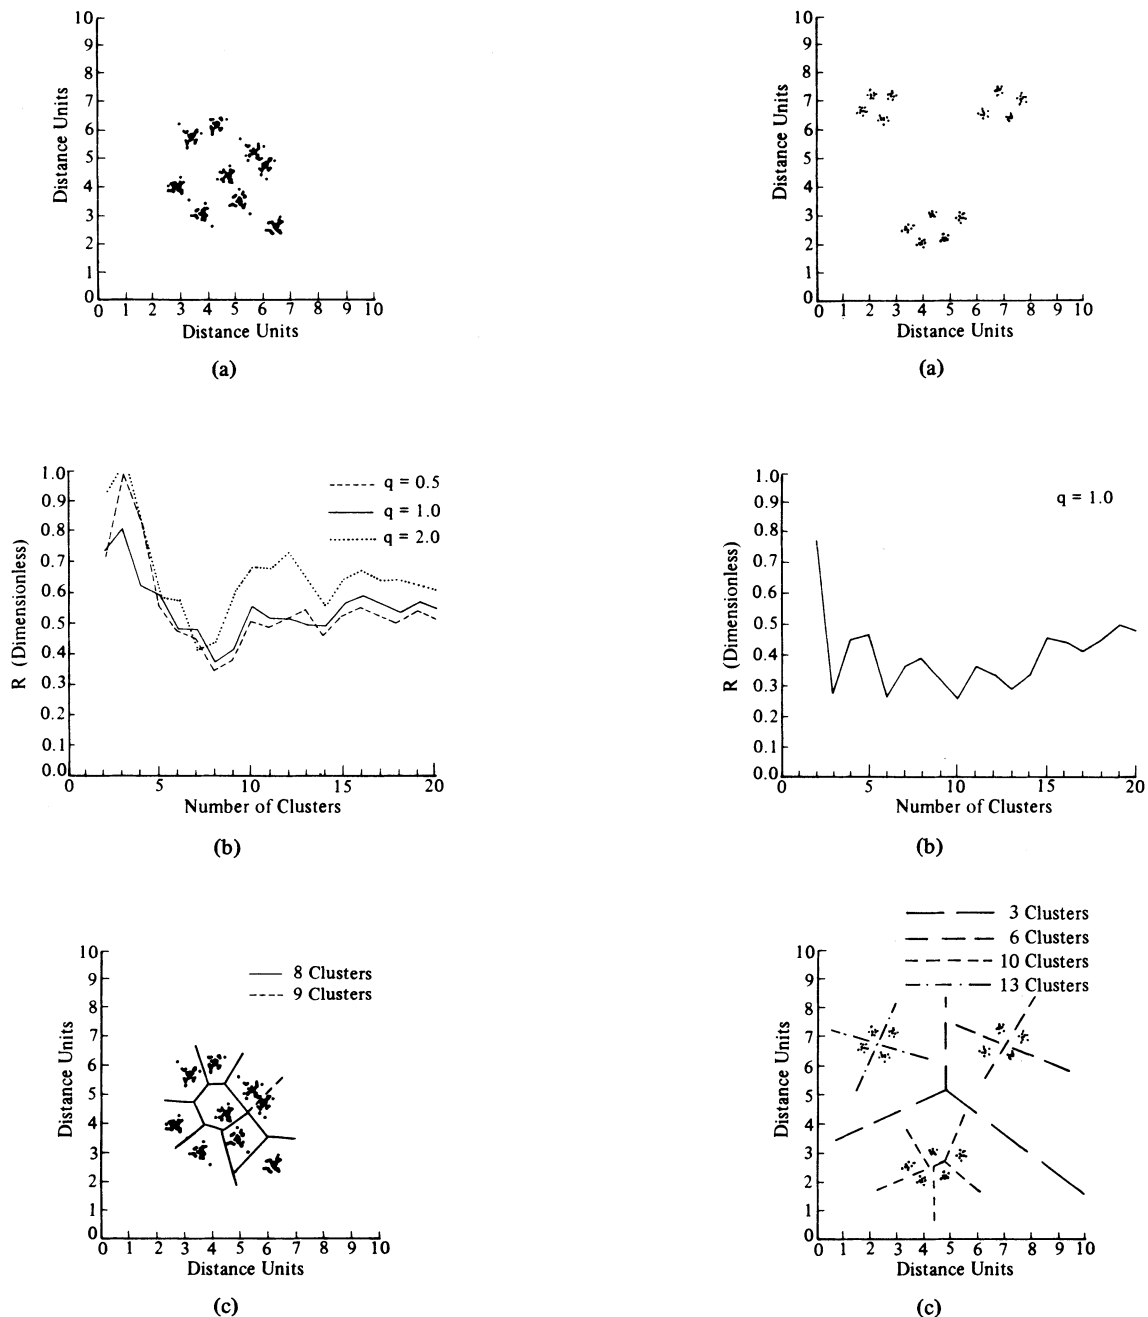 10
9
8
7
6
5
4
3
2
1
0
Distance Units
0 1 2 3 4 5 6 7 8 9 10
Distance Units
(a)
10
9
8
7
6
5
4
3
2
1
0
Distance Units
0 1 2 3 4 5 6 7 8 9 10
Distance Units
(a)
1.0
0.9
0.8
0.7
0.6
0.5
0.4
0.3
0.2
0.1
0.0
R (Dimensionless)
q = 0.5
q = 1.0
q = 2.0
0 5 10 15 20
Number of Clusters
(b)
1.0
0.9
0.8
0.7
0.6
0.5
0.4
0.3
0.2
0.1
0.0
R (Dimensionless)
q = 1.0
0 5 10 15 20
Number of Clusters
(b)
10
9
8
7
6
5
4
3
2
1
0
Distance Units
8 Clusters
9 Clusters
0 1 2 3 4 5 6 7 8 9 10
Distance Units
(c)
3 Clusters
6 Clusters
10 Clusters
13 Clusters
10
9
8
7
6
5
4
3
2
1
0
Distance Units
0 1 2 3 4 5 6 7 8 9 10
Distance Units
(c)